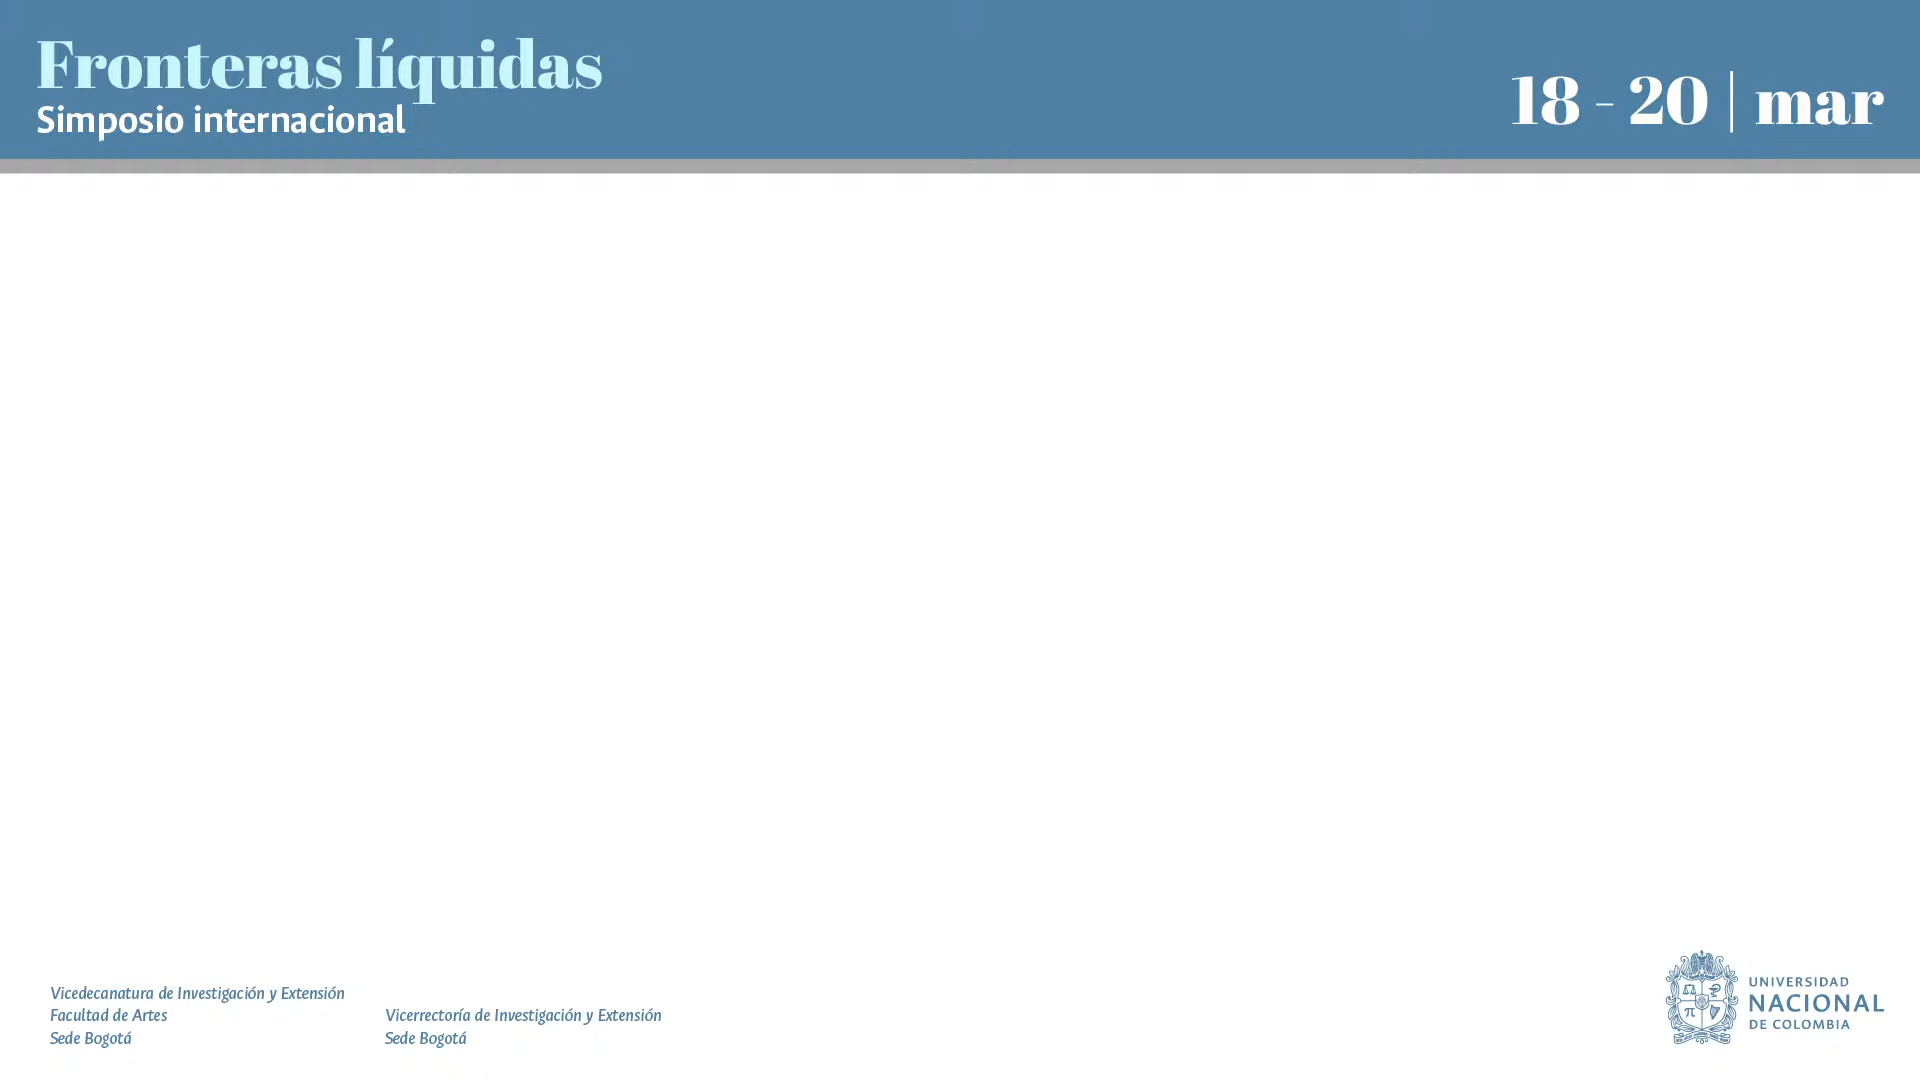 Fronteras líquidas
Simposio internacional
18 - 20 | mar
Vicedecanatura de Investigación y Extensión
Facultad de Artes
Sede Bogotá
Vicerrectoría de Investigación y Extensión
Sede Bogotá
UNIVERSIDAD
NACIONAL
DE COLOMBIA